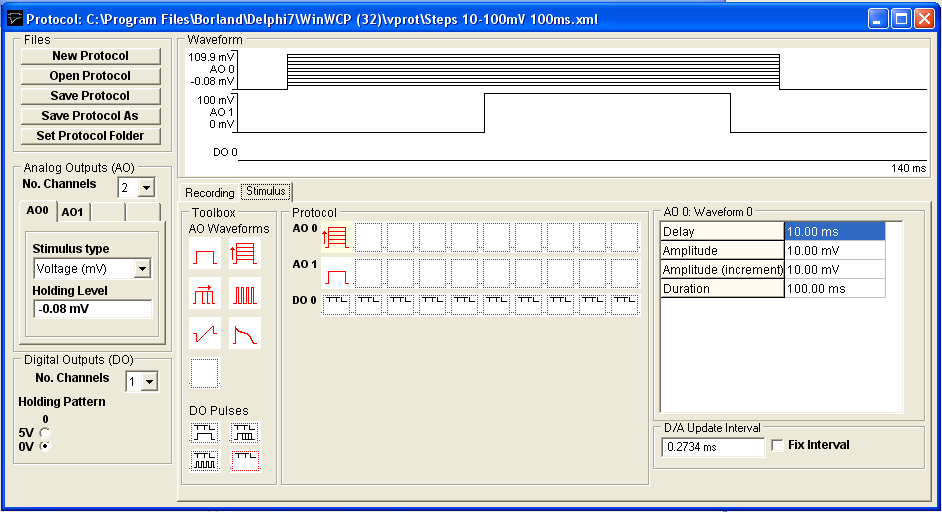 Protocol: C:\Program Files\Borland\Delphi7\WinWCP (32)\vprot\Steps 10-100mV 100ms.xml
Files
New Protocol
Open Protocol
Save Protocol
Save Protocol As
Set Protocol Folder
Analog Outputs (AO)
No. Channels 2
AO0 AO1
Stimulus type
Voltage (mV)
Holding Level
-0.08 mV
Digital Outputs (DO)
No. Channels 1
Holding Pattern
0
5V
0V
Waveform
109.9 mV
AO 0
-0.08 mV
100 mV
AO 1
0 mV
DO 0
140 ms
Recording Stimulus
Toolbox
AO Waveforms
DO Pulses
TTL TTL
TTL TTL
Protocol
AO 0
AO 1
DO 0 TTL TTL TTL TTL TTL TTL TTL TTL TTL TTL
AO 0: Waveform 0
Delay 10.00 ms
Amplitude 10.00 mV
Amplitude (increment) 10.00 mV
Duration 100.00 ms
D/A Update Interval
0.2734 ms Fix Interval